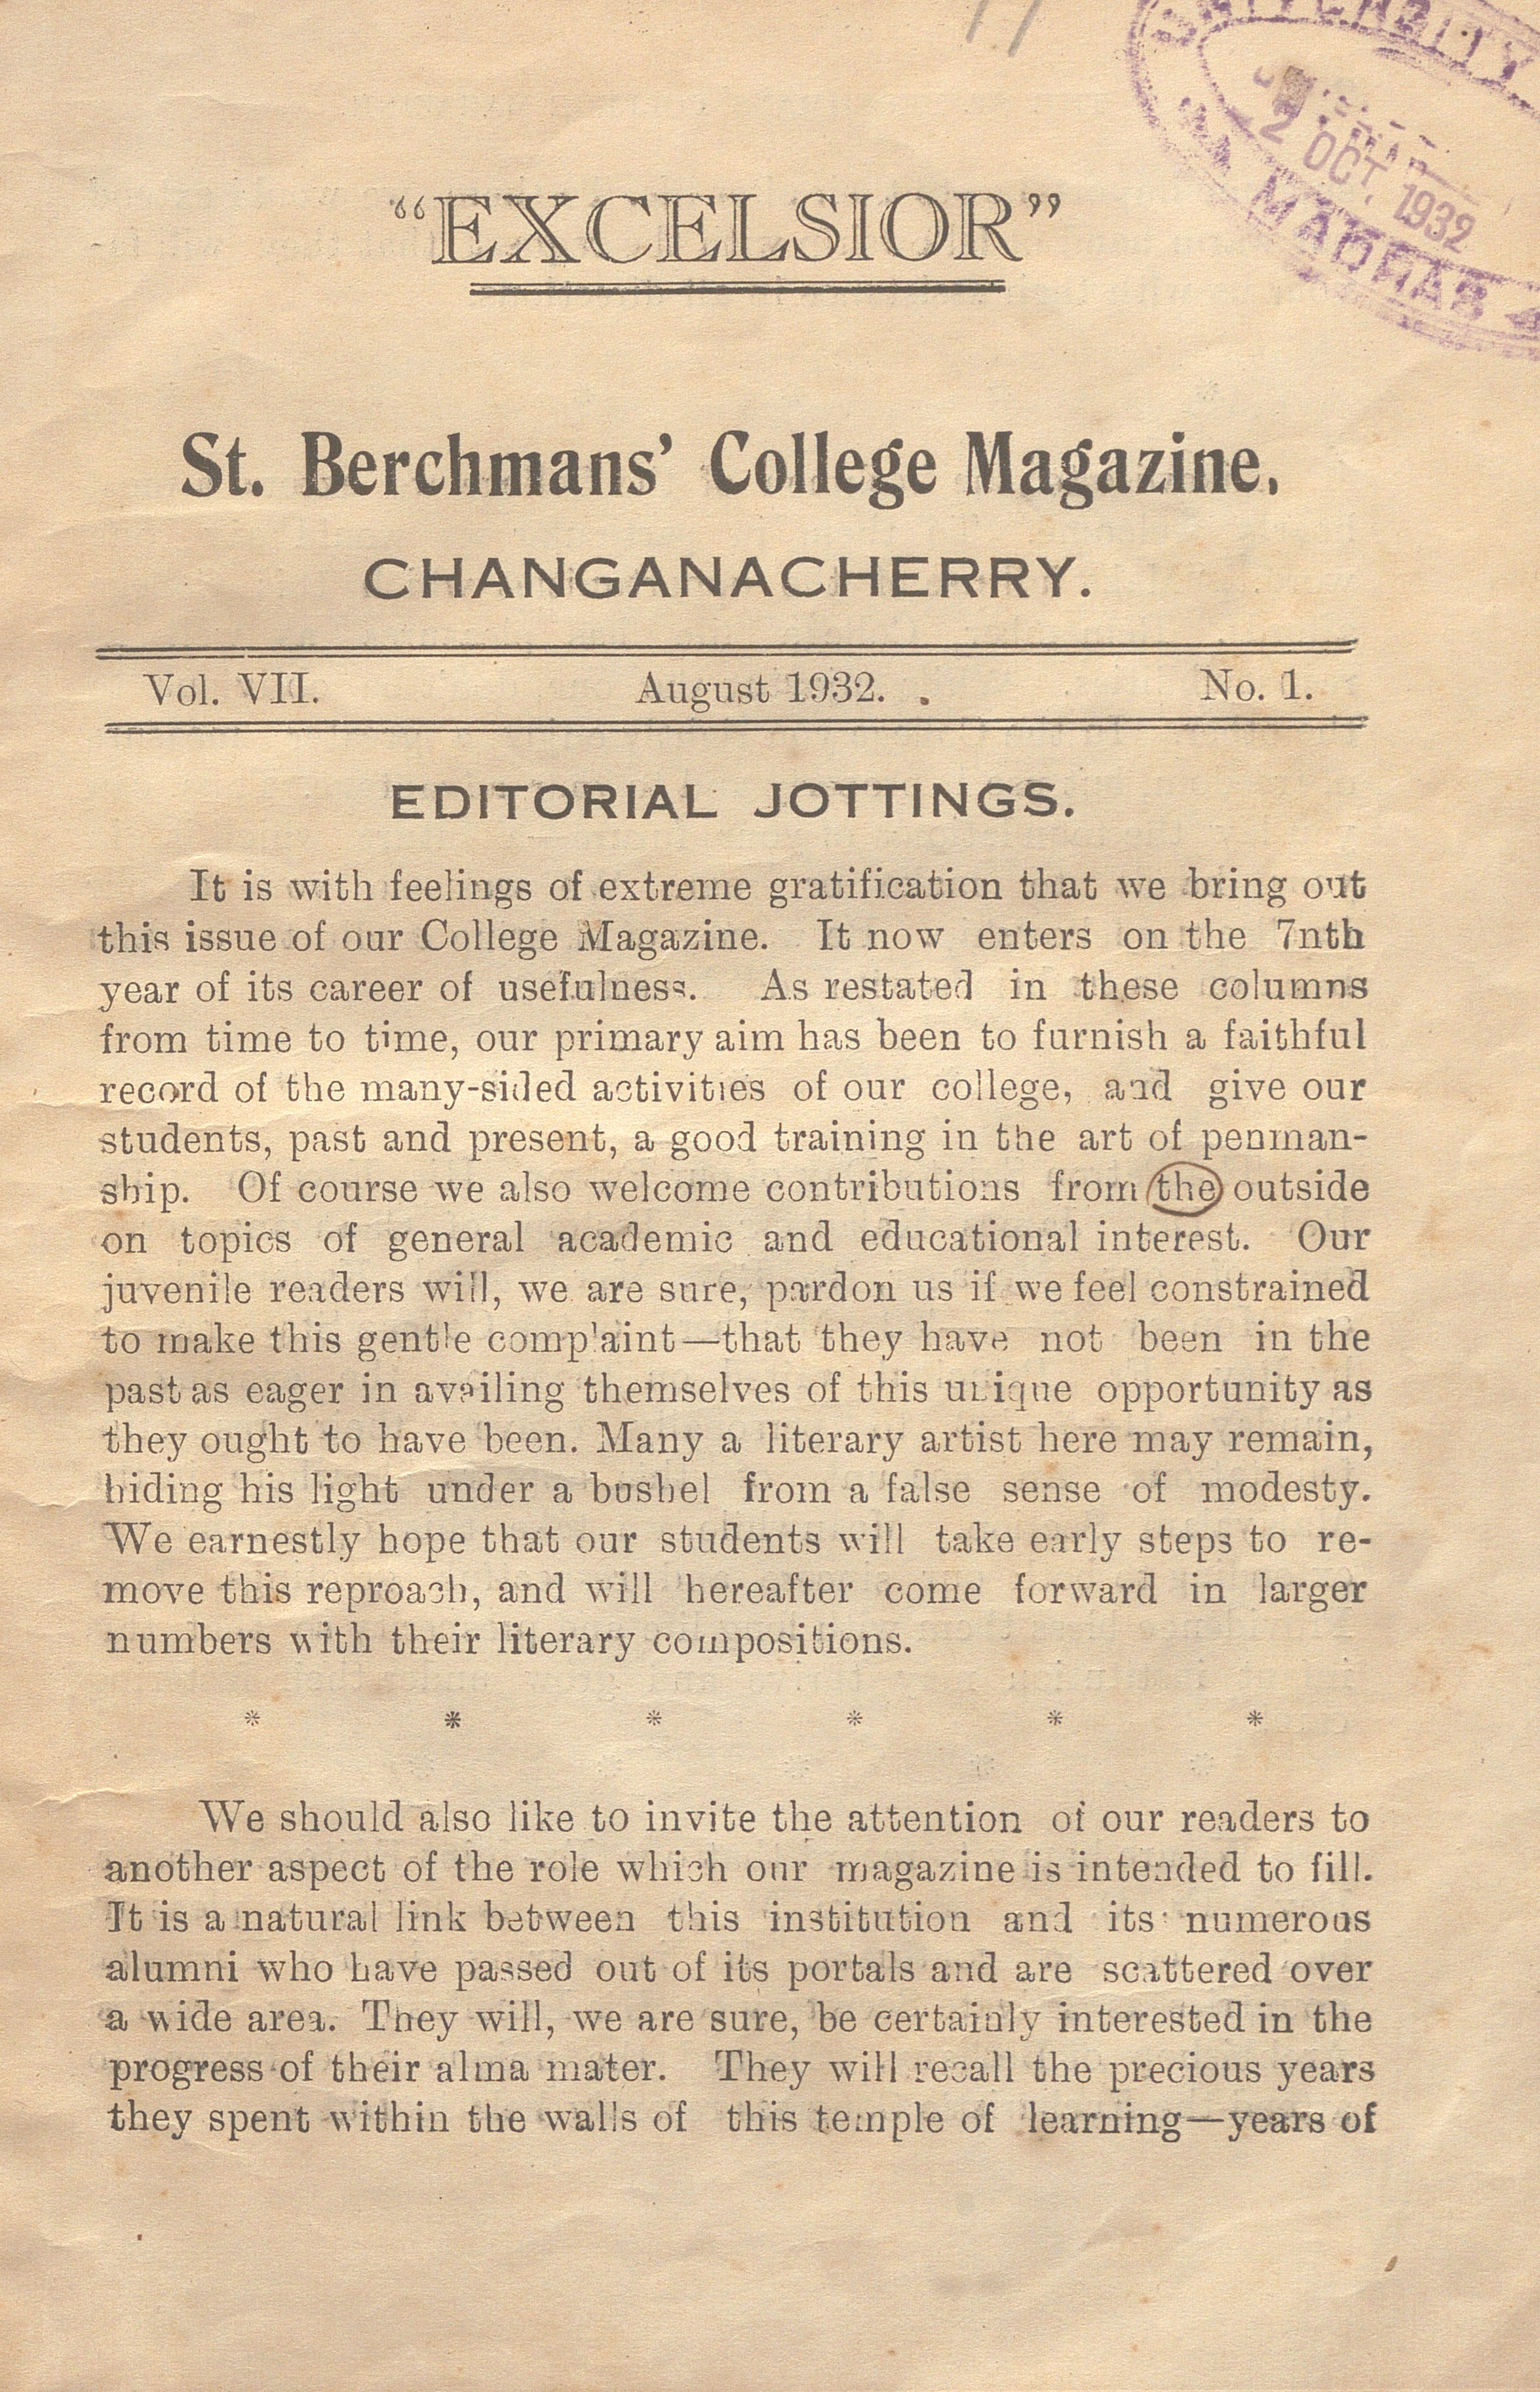 UNIVERSITY
2 OCT. 1932
MADRAS
“EXCELSIOR”
St. Berchmans’ College Magazine.
CHANGANACHERRY.
Vol. VII. August 1932. No. 1.
EDITORIAL JOTTINGS.
It is with feelings of extreme gratification that we bring out
this issue of our College Magazine. It now enters on the 7nth
year of its career of usefulness. As restated in these columns
from time to time, our primary aim has been to furnish a faithful
record of the many-sided activities of our college, and give our
students, past and present, a good training in the art of penman-
ship. Of course we also welcome contributions from the outside
on topics of general academic and educational interest. Our
juvenile readers will, we are sure, pardon us if we feel constrained
to make this gentle complaint—that they have not been in the
past as eager in availing themselves of this unique opportunity as
they ought to have been. Many a literary artist here may remain,
hiding his light under a bushel from a false sense of modesty.
We earnestly hope that our students will take early steps to re-
move this reproach, and will hereafter come forward in larger
numbers with their literary compositions.
* * * * * *
We should also like to invite the attention of our readers to
another aspect of the role which our magazine is intended to fill.
It is a natural link between this institution and its numerous
alumni who have passed out of its portals and are scattered over
a wide area. They will, we are sure, be certainly interested in the
progress of their alma mater. They will recall the precious years
they spent within the walls of this temple of learning—years of